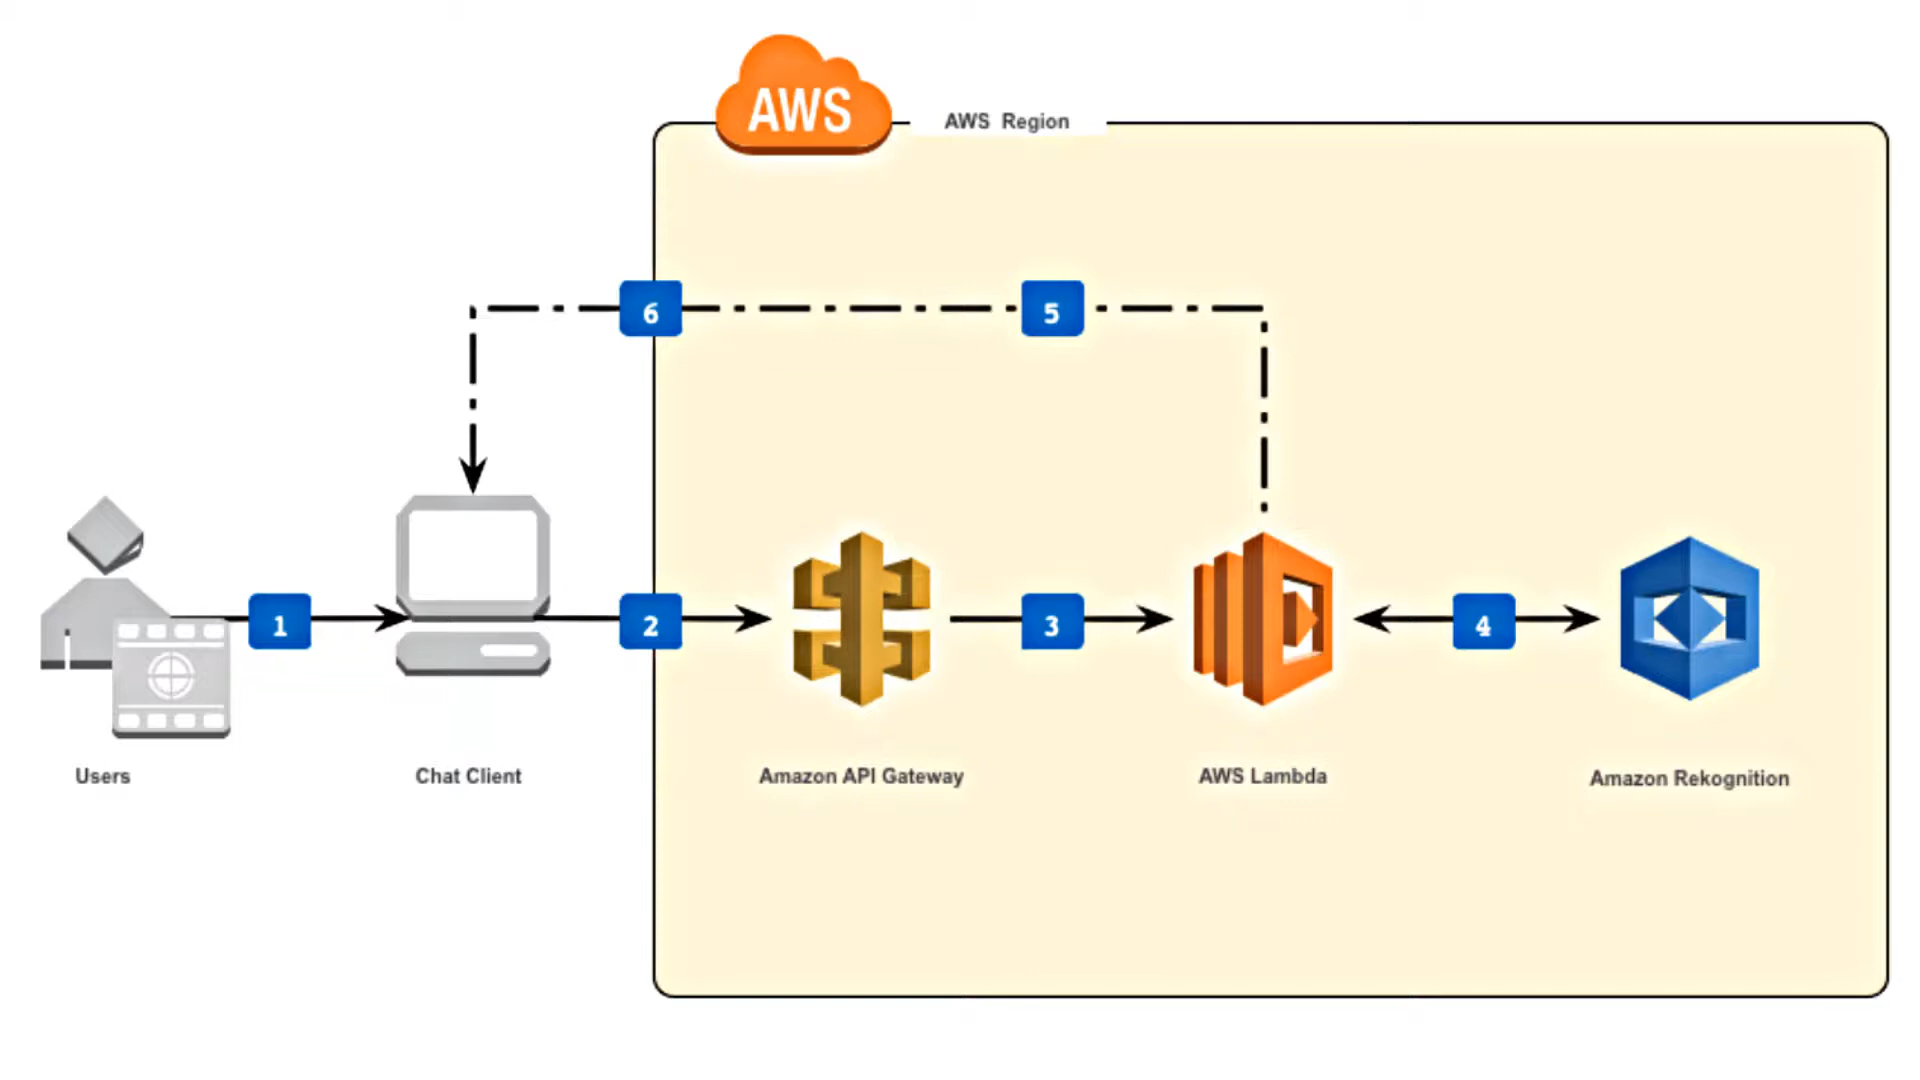 AWS
AWS Region
6
5
1
2
3
4
Users
Chat Client
Amazon API Gateway
AWS Lambda
Amazon Rekognition